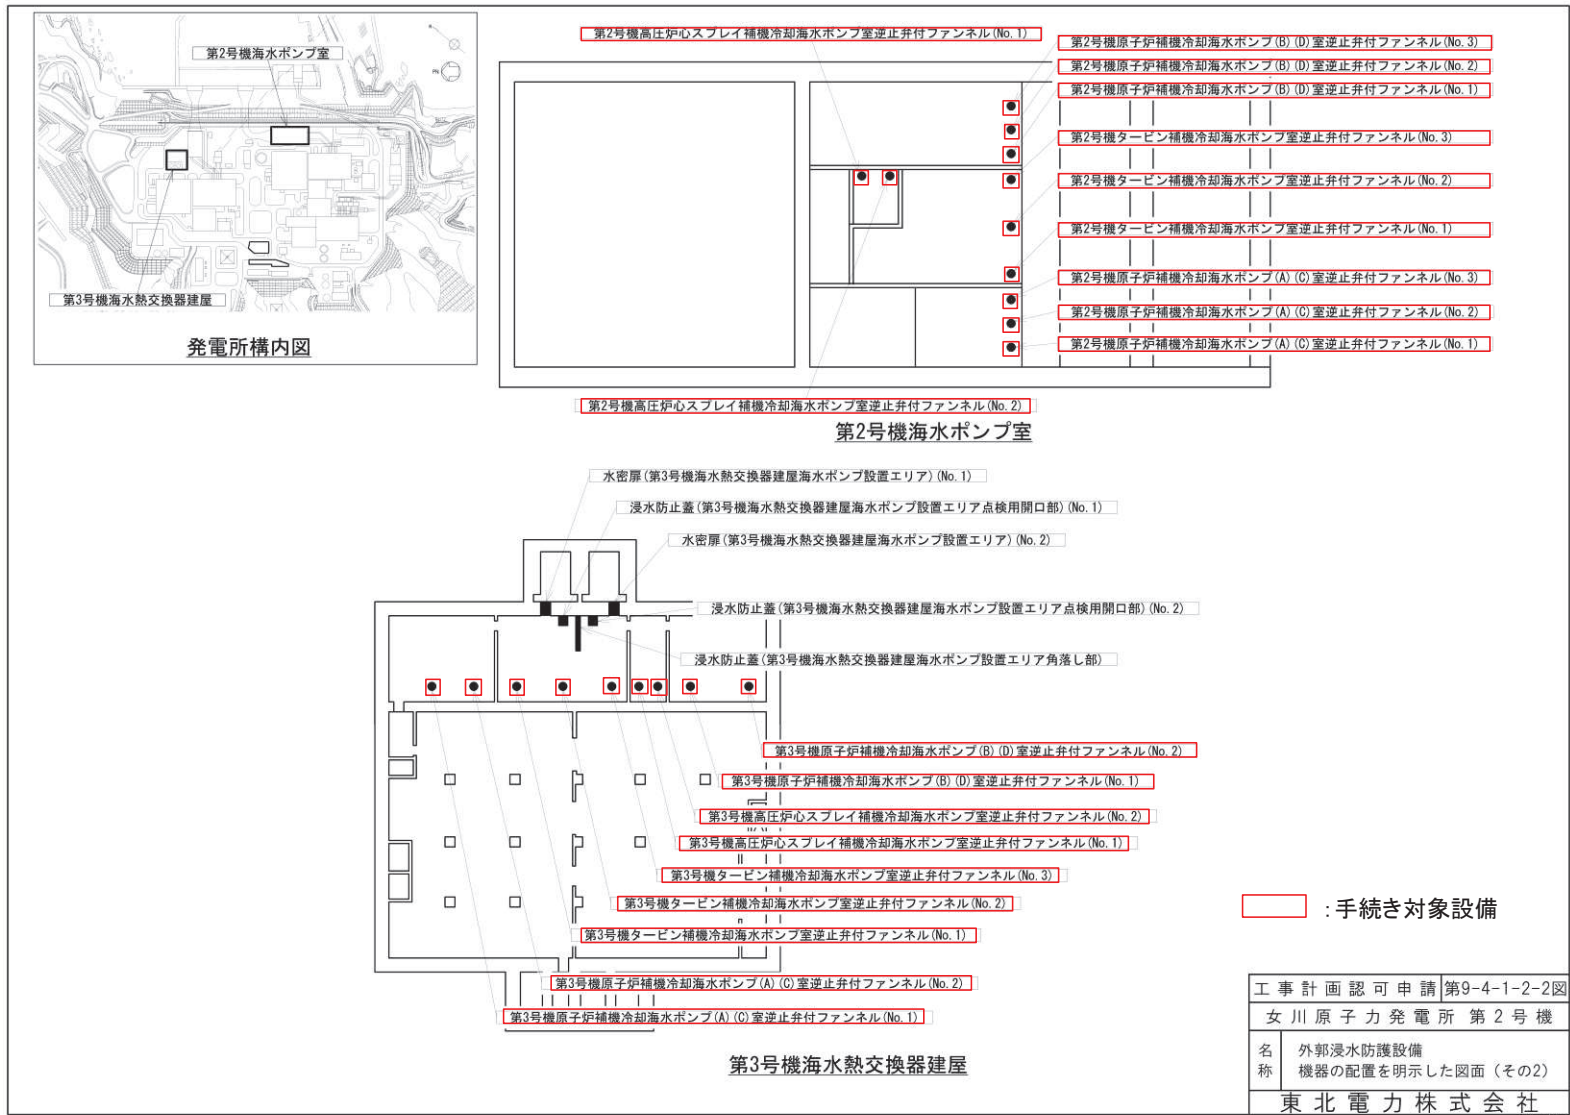 第2号機海水ポンプ室
第3号機海水熱交換器建屋
発電所構内図
第2号機高圧炉心スプレイ補機冷却海水ポンプ室逆止弁付ファンネル(No.1)
第2号機原子炉補機冷却海水ポンプ(B)(D)室逆止弁付ファンネル(No.3)
第2号機原子炉補機冷却海水ポンプ(B)(D)室逆止弁付ファンネル(No.2)
第2号機原子炉補機冷却海水ポンプ(B)(D)室逆止弁付ファンネル(No.1)
第2号機タービン補機冷却海水ポンプ室逆止弁付ファンネル(No.3)
第2号機タービン補機冷却海水ポンプ室逆止弁付ファンネル(No.2)
第2号機タービン補機冷却海水ポンプ室逆止弁付ファンネル(No.1)
第2号機原子炉補機冷却海水ポンプ(A)(C)室逆止弁付ファンネル(No.3)
第2号機原子炉補機冷却海水ポンプ(A)(C)室逆止弁付ファンネル(No.2)
第2号機原子炉補機冷却海水ポンプ(A)(C)室逆止弁付ファンネル(No.1)
第2号機高圧炉心スプレイ補機冷却海水ポンプ室逆止弁付ファンネル(No.2)
第2号機海水ポンプ室
水密扉(第3号機海水熱交換器建屋海水ポンプ設置エリア)(No.1)
浸水防止蓋(第3号機海水熱交換器建屋海水ポンプ設置エリア点検用開口部)(No.1)
水密扉(第3号機海水熱交換器建屋海水ポンプ設置エリア)(No.2)
浸水防止蓋(第3号機海水熱交換器建屋海水ポンプ設置エリア点検用開口部)(No.2)
浸水防止蓋(第3号機海水熱交換器建屋海水ポンプ設置エリア角落し部)
第3号機原子炉補機冷却海水ポンプ(B)(D)室逆止弁付ファンネル(No.2)
第3号機原子炉補機冷却海水ポンプ(B)(D)室逆止弁付ファンネル(No.1)
第3号機高圧炉心スプレイ補機冷却海水ポンプ室逆止弁付ファンネル(No.2)
第3号機高圧炉心スプレイ補機冷却海水ポンプ室逆止弁付ファンネル(No.1)
第3号機タービン補機冷却海水ポンプ室逆止弁付ファンネル(No.3)
第3号機タービン補機冷却海水ポンプ室逆止弁付ファンネル(No.2)
第3号機タービン補機冷却海水ポンプ室逆止弁付ファンネル(No.1)
第3号機原子炉補機冷却海水ポンプ(A)(C)室逆止弁付ファンネル(No.2)
第3号機原子炉補機冷却海水ポンプ(A)(C)室逆止弁付ファンネル(No.1)
第3号機海水熱交換器建屋
:手続き対象設備
工事計画認可申請 第9-4-1-2-2図
女川原子力発電所 第2号機
名称 外郭浸水防護設備
機器の配置を明示した図面(その2)
東北電力株式会社